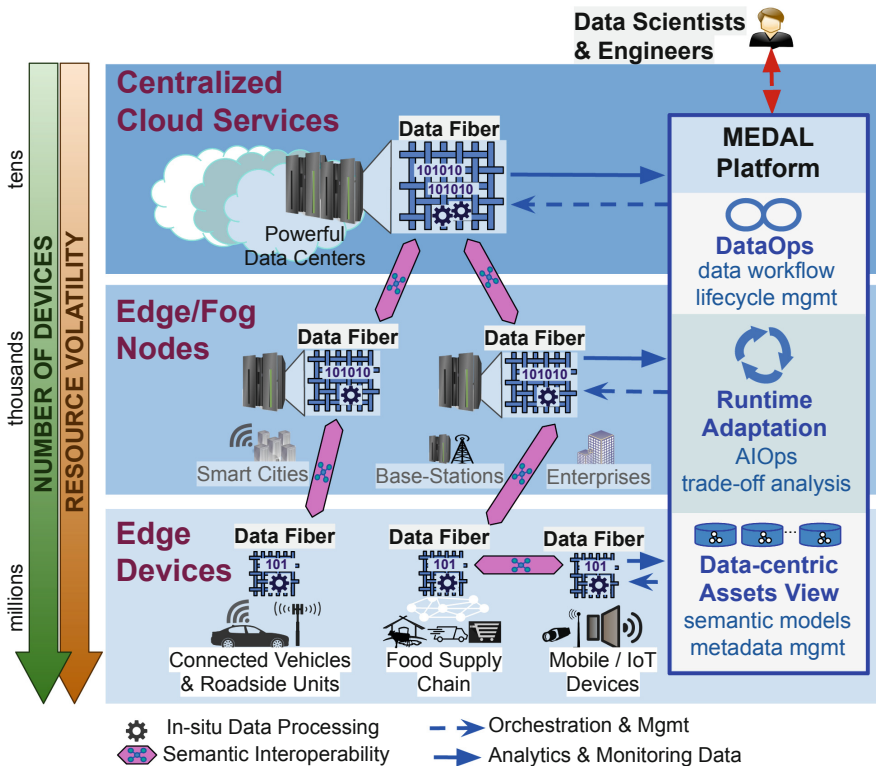 Data Scientists
& Engineers
NUMBER OF DEVICES
RESOURCE VOLATILITY
tens
thousands
millions
Centralized
Cloud Services
Data Fiber
101010
101010
Powerful
Data Centers
Edge/Fog
Nodes
Data Fiber
101010
Data Fiber
101010
Smart Cities
Base-Stations
Enterprises
Edge
Devices
Data Fiber
101
Data Fiber
101
Data Fiber
101
Connected Vehicles
& Roadside Units
Food Supply
Chain
Mobile / IoT
Devices
MEDAL
Platform
DataOps
data workflow
lifecycle mgmt
Runtime
Adaptation
AIOps
trade-off analysis
...
Data-centric
Assets View
semantic models
metadata mgmt
In-situ Data Processing
Semantic Interoperability
Orchestration & Mgmt
Analytics & Monitoring Data